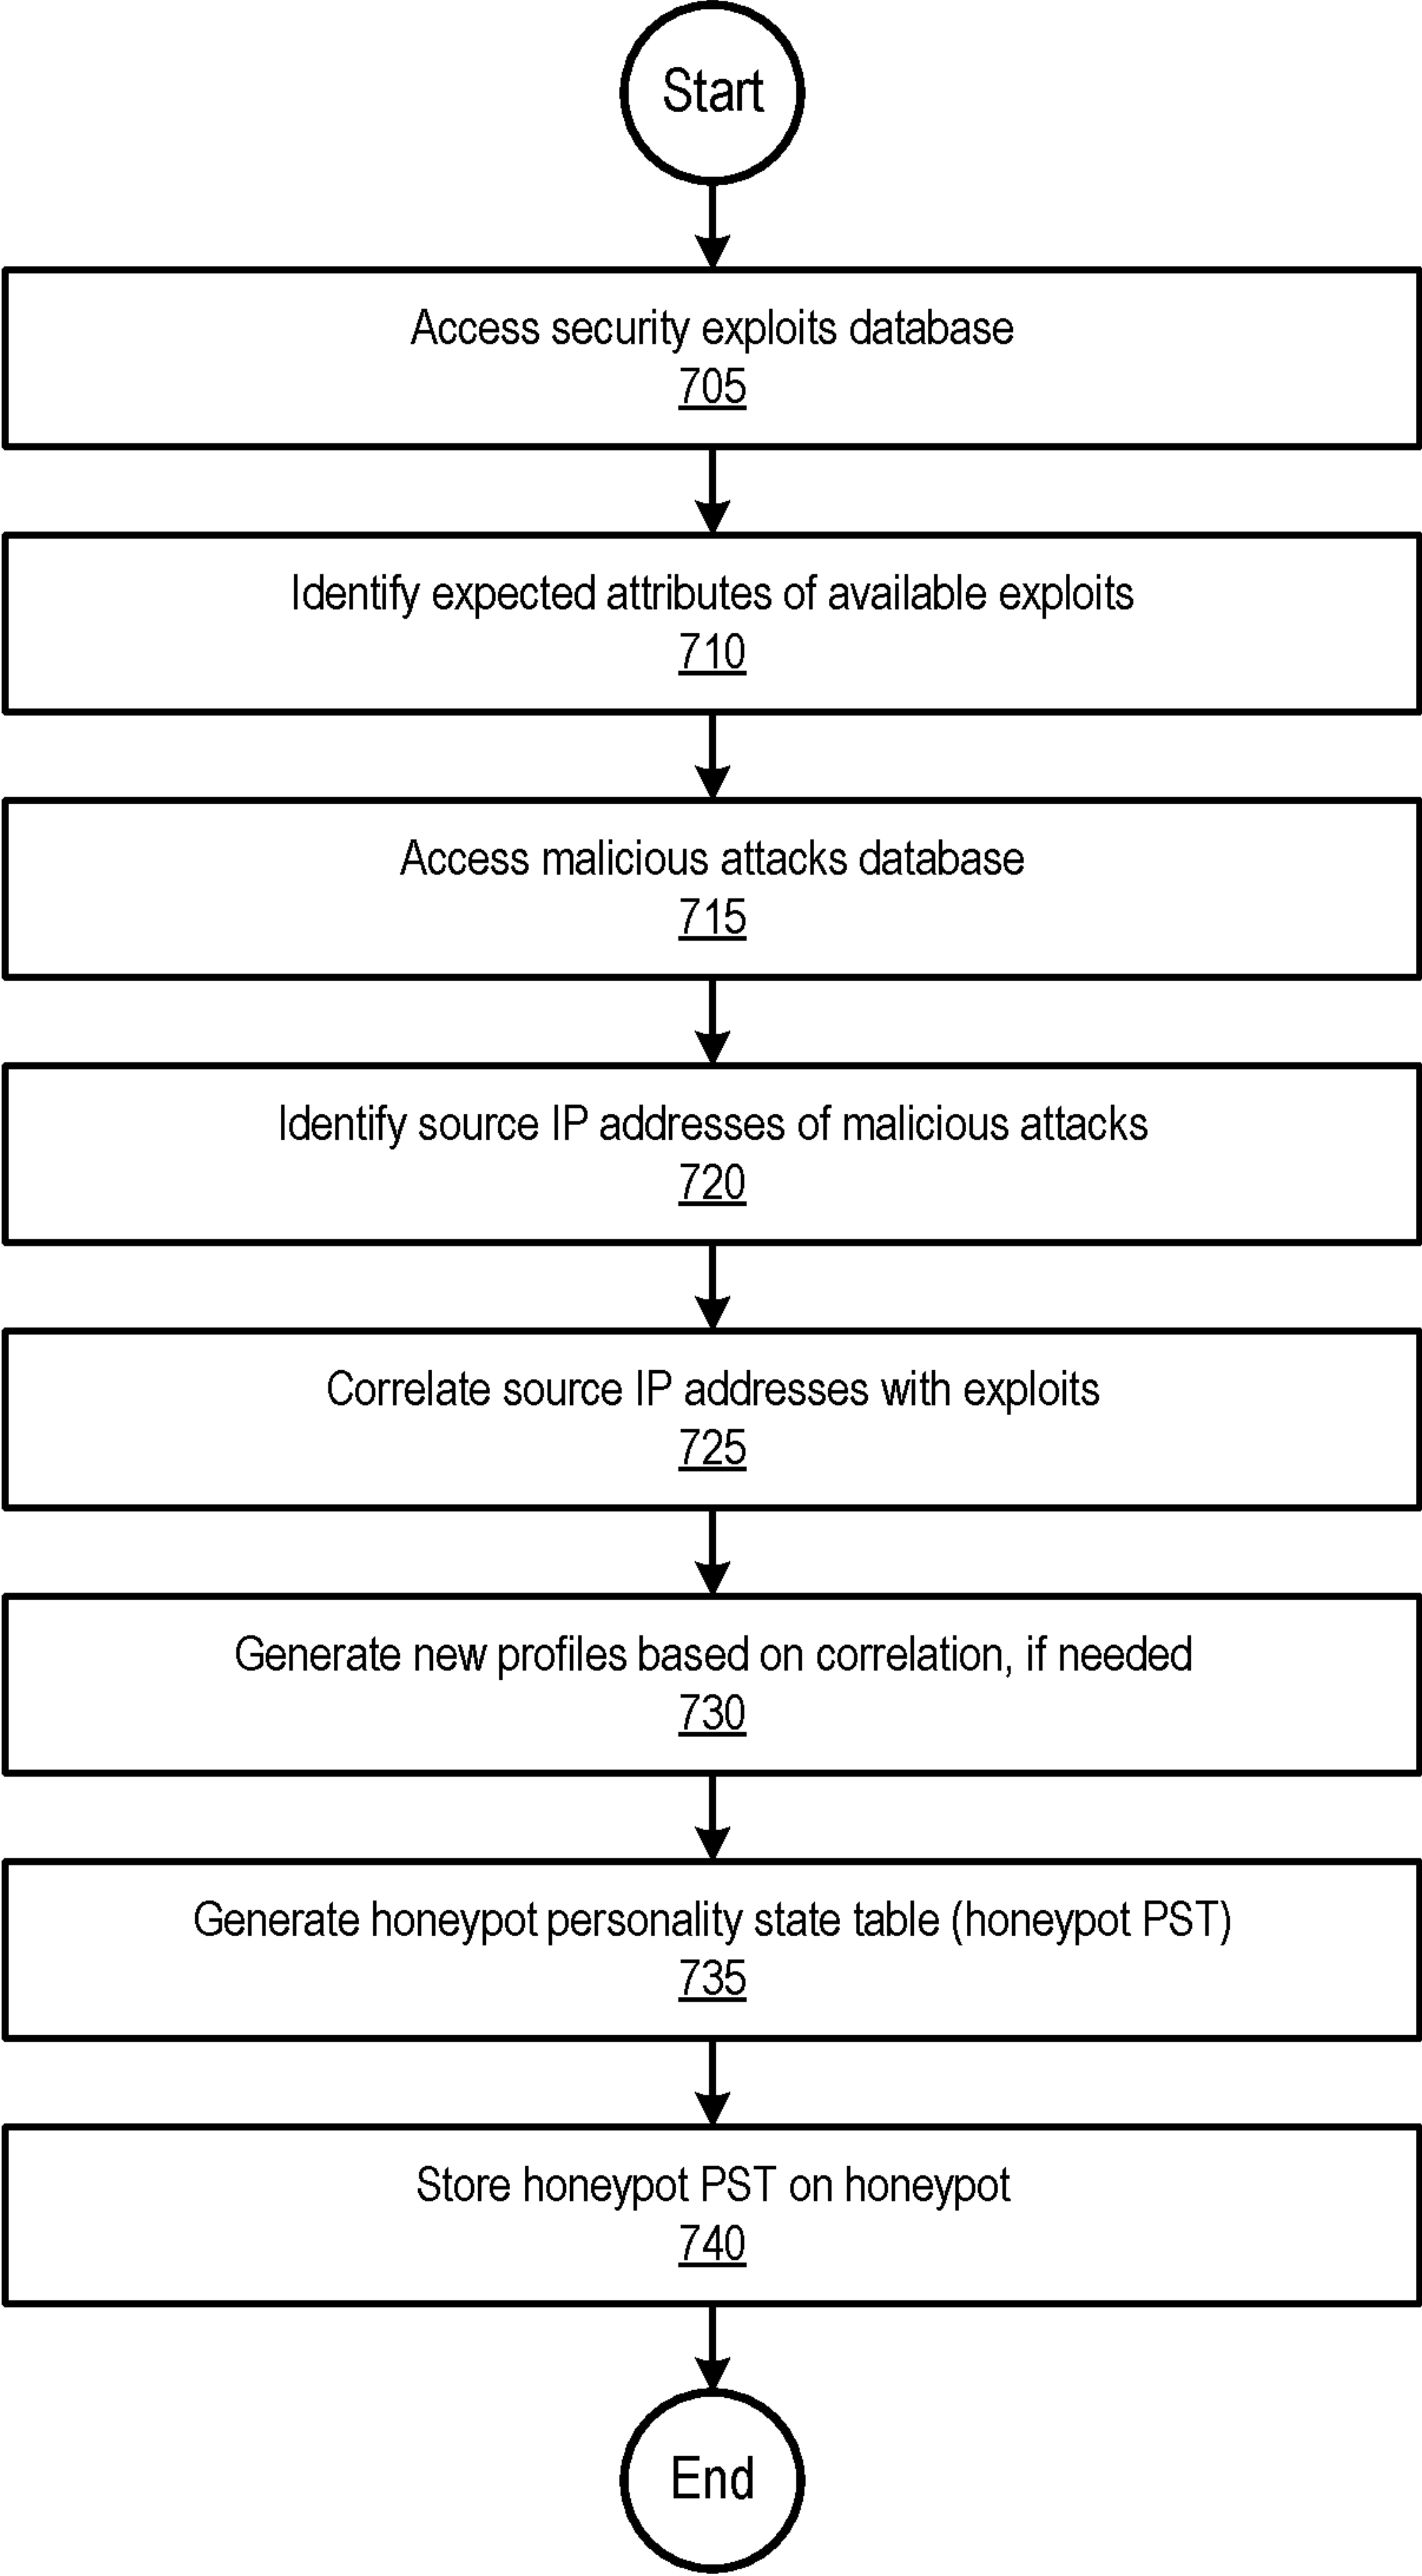 Start
Access security exploits database
705
Identify expected attributes of available exploits
710
Access malicious attacks database
715
Identify source IP addresses of malicious attacks
720
Correlate source IP addresses with exploits
725
Generate new profiles based on correlation, if needed
730
Generate honeypot personality state table (honeypot PST)
735
Store honeypot PST on honeypot
740
End